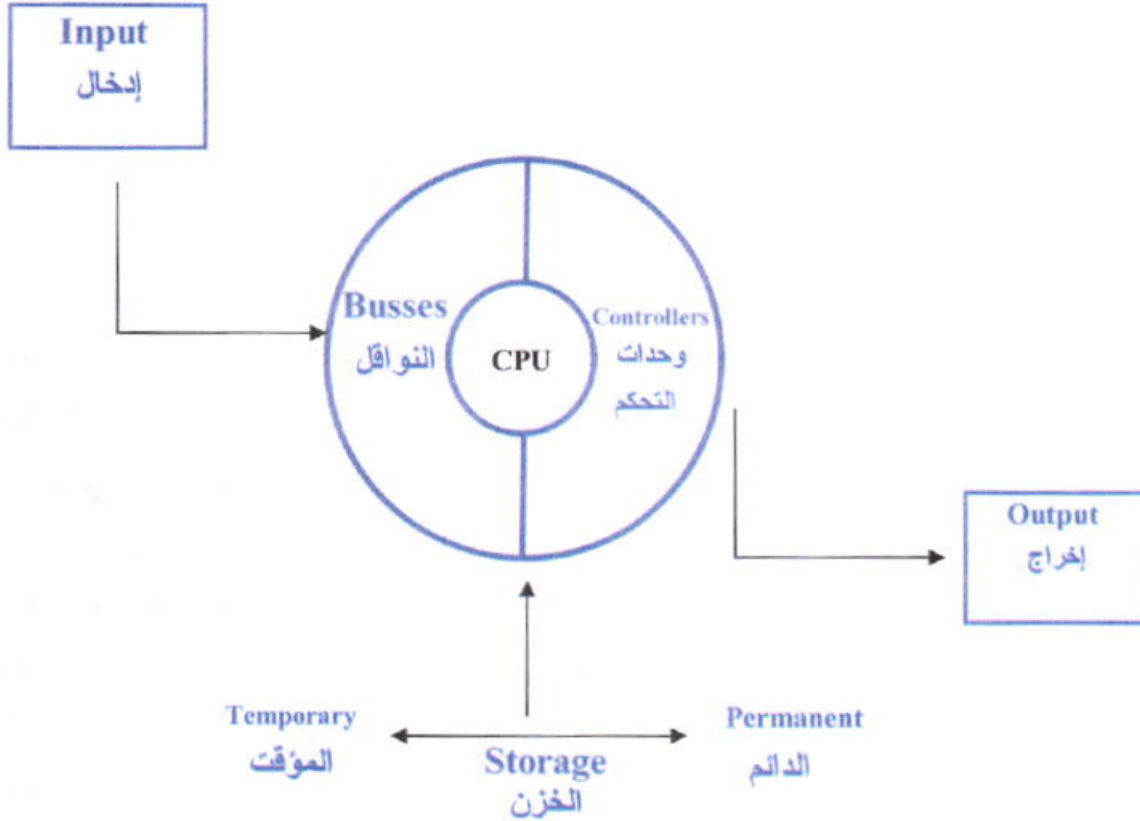 Input
إدخال
Busses
النواقل
CPU
Controllers
وحدات
التحكم
Output
إخراج
Temporary
المؤقت
Storage
الخزن
Permanent
الدائم